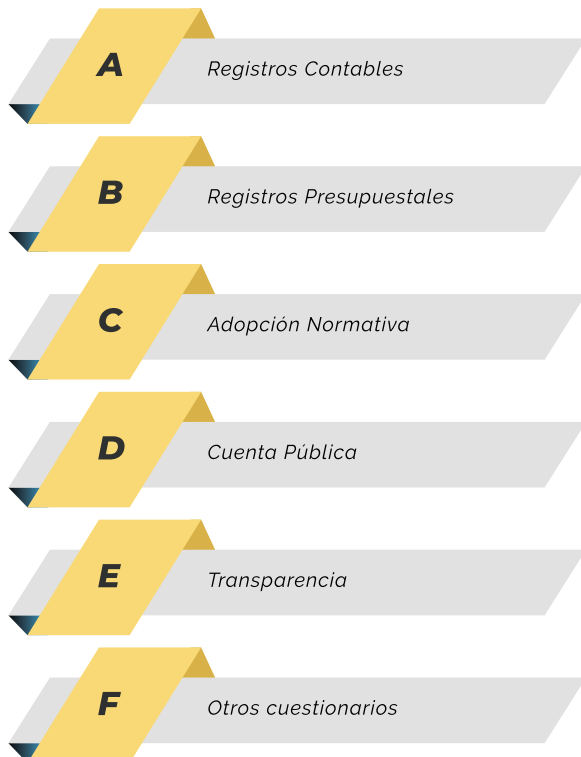 A
Registros Contables
B
Registros Presupuestales
C
Adopción Normativa
D
Cuenta Pública
E
Transparencia
F
Otros cuestionarios